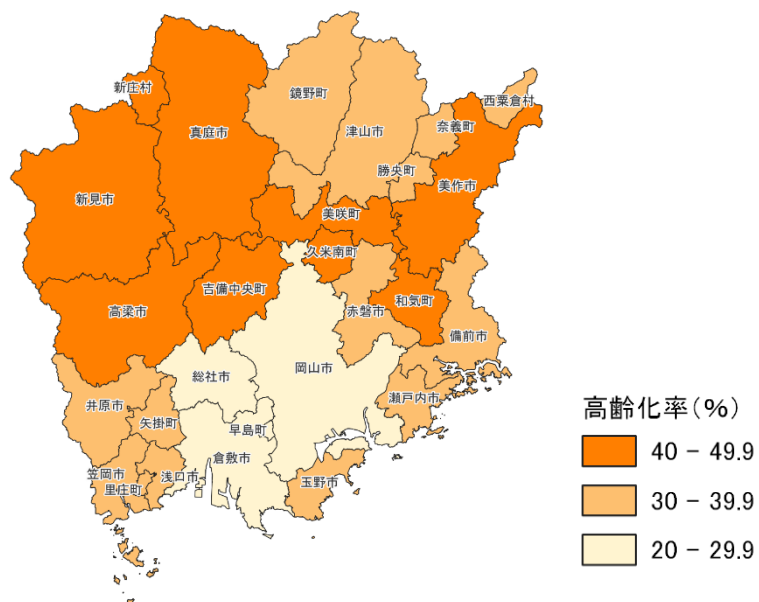 新庄村
真庭市
鏡野町
津山市
奈義町
西粟倉村
勝央町
美作市
新見市
美咲町
久米南町
吉備中央町
高梁市
赤磐市
和気町
備前市
岡山市
総社市
瀬戸内市
井原市
矢掛町
早島町
倉敷市
笠岡市
里庄町
浅口市
玉野市
高齢化率(%)
40 - 49.9
30 - 39.9
20 - 29.9